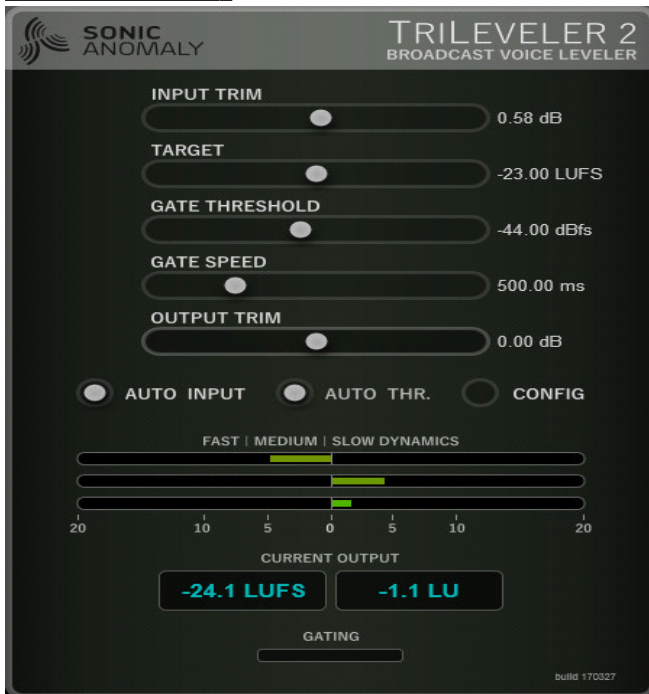 SONIC ANOMALY
TRILEVELER 2
BROADCAST VOICE LEVELER
INPUT TRIM
0.58 dB
TARGET
-23.00 LUFS
GATE THRESHOLD
-44.00 dBfs
GATE SPEED
500.00 ms
OUTPUT TRIM
0.00 dB
AUTO INPUT AUTO THR. CONFIG
FAST | MEDIUM | SLOW DYNAMICS
20 10 5 0 5 10 20
CURRENT OUTPUT
-24.1 LUFS -1.1 LU
GATING
build 170327